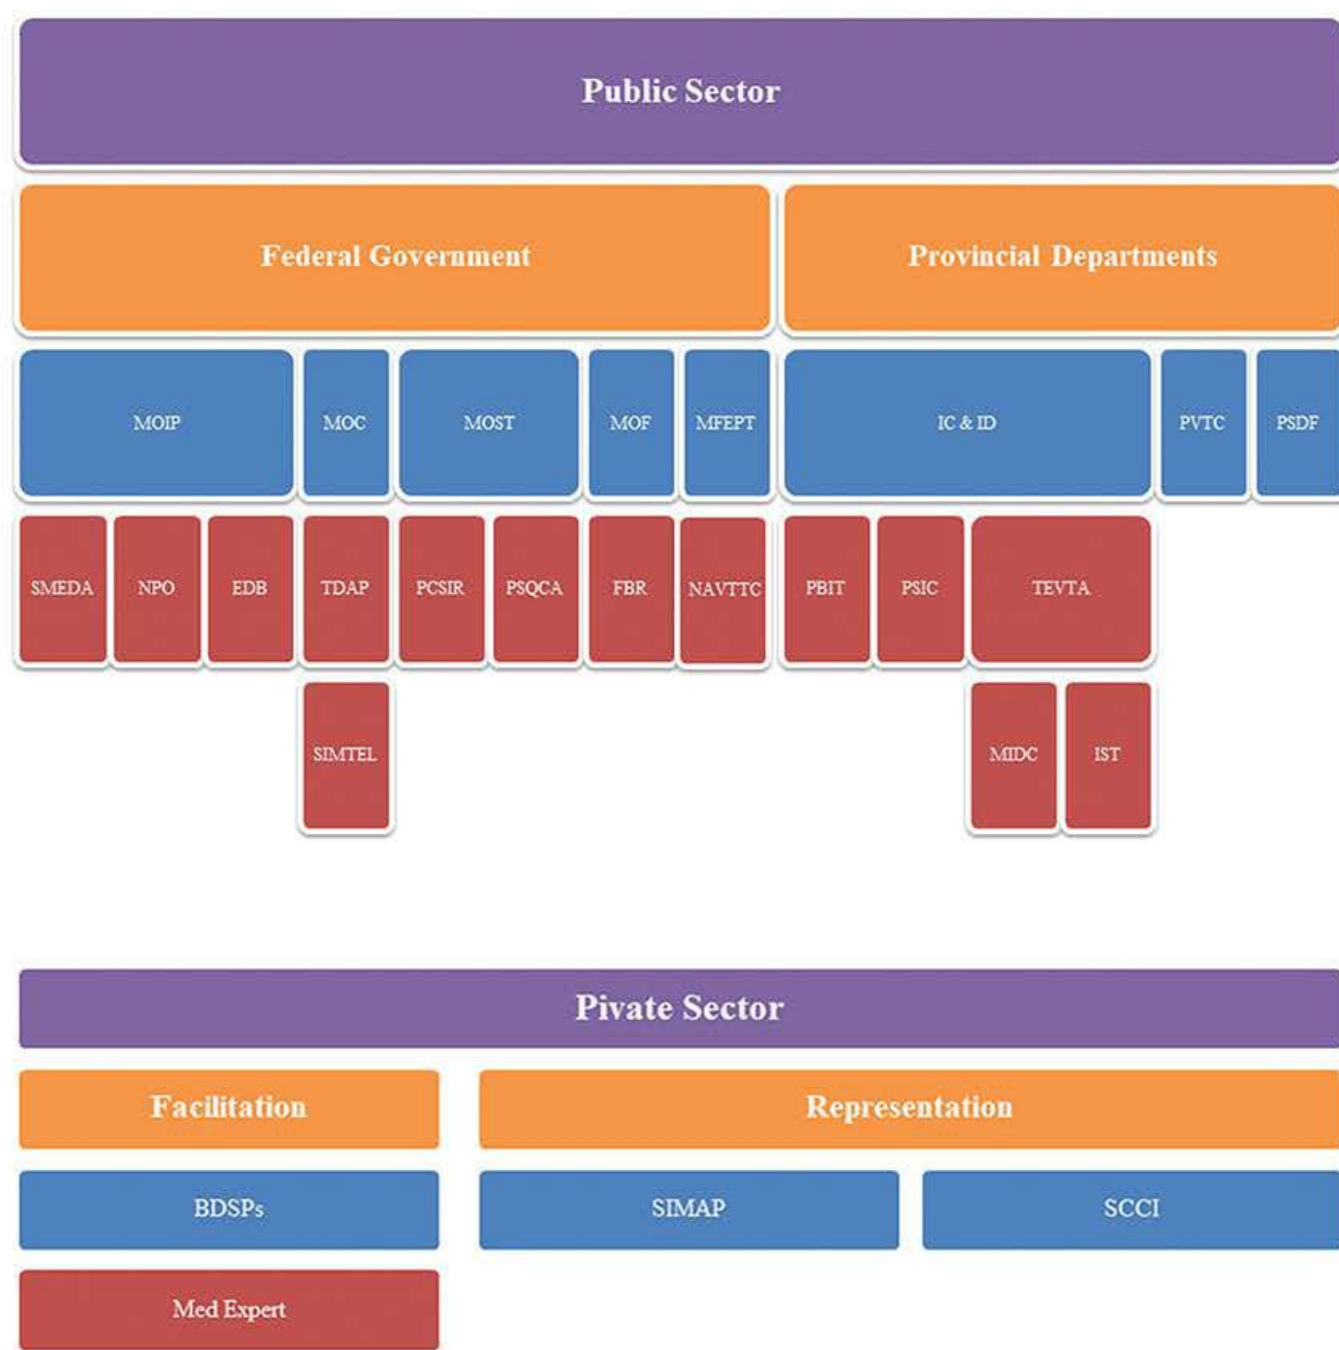 Public Sector
Federal Government
Provincial Departments
MOIP
MOC
MOST
MOF
MFEPT
IC & ID
PVTC
PSDF
SMEDA
NPO
EDB
TDAP
PCSIR
PSQCA
FBR
NAVTTC
PBIT
PSIC
TEVTA
SIMTEL
MIDC
IST
Pivate Sector
Facilitation
Representation
BDSPs
SIMAP
SCCI
Med Expert